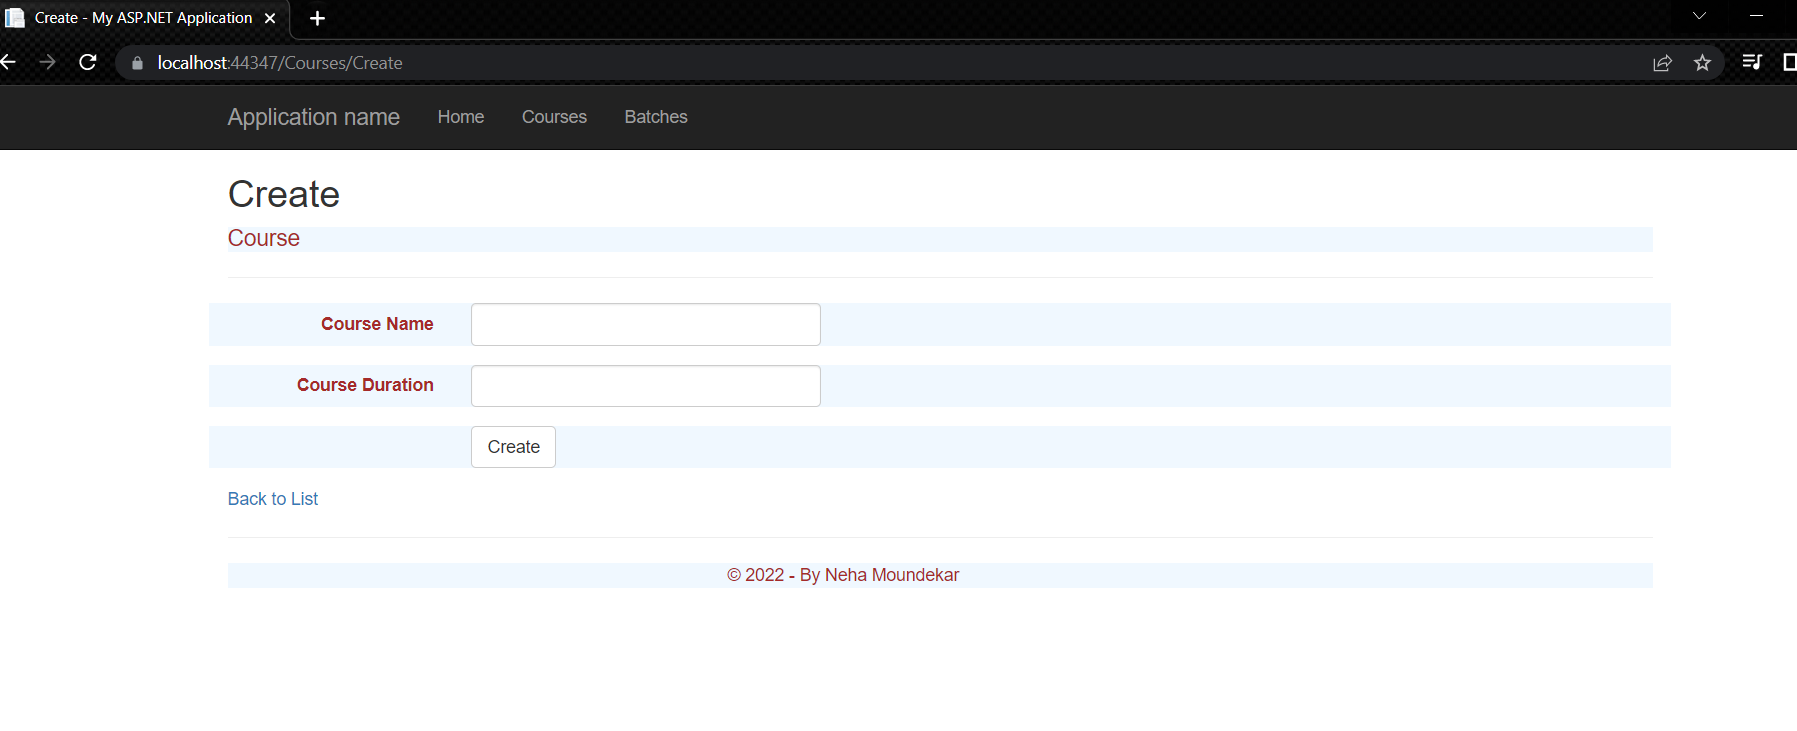 Create - My ASP.NET Application
localhost:44347/Courses/Create
Application name Home Courses Batches
Create
Course
Course Name
Course Duration
Create
Back to List
© 2022 - By Neha Moundekar